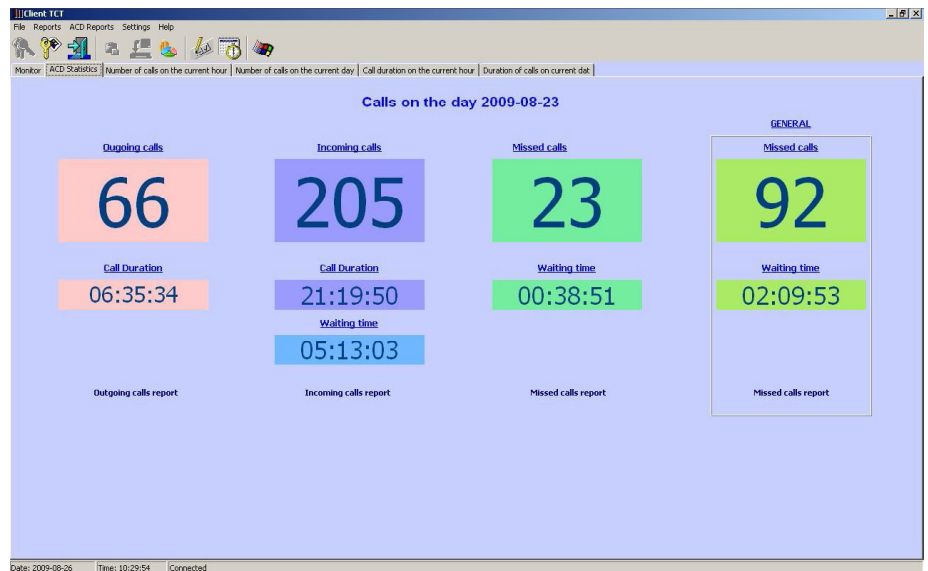 Client TCT
File Reports ACD Reports Settings Help
Monitor ACD Statistics Number of calls on the current hour Number of calls on the current day Call duration on the current hour Duration of calls on current dat
Calls on the day 2009-08-23
GENERAL
Ougoing calls Incoming calls Missed calls Missed calls
66 205 23 92
Call Duration Call Duration Waiting time Waiting time
06:35:34 21:19:50 00:38:51 02:09:53
Waiting time
05:13:03
Outgoing calls report Incoming calls report Missed calls report Missed calls report
Date: 2009-08-26 Time: 10:29:54 Connected